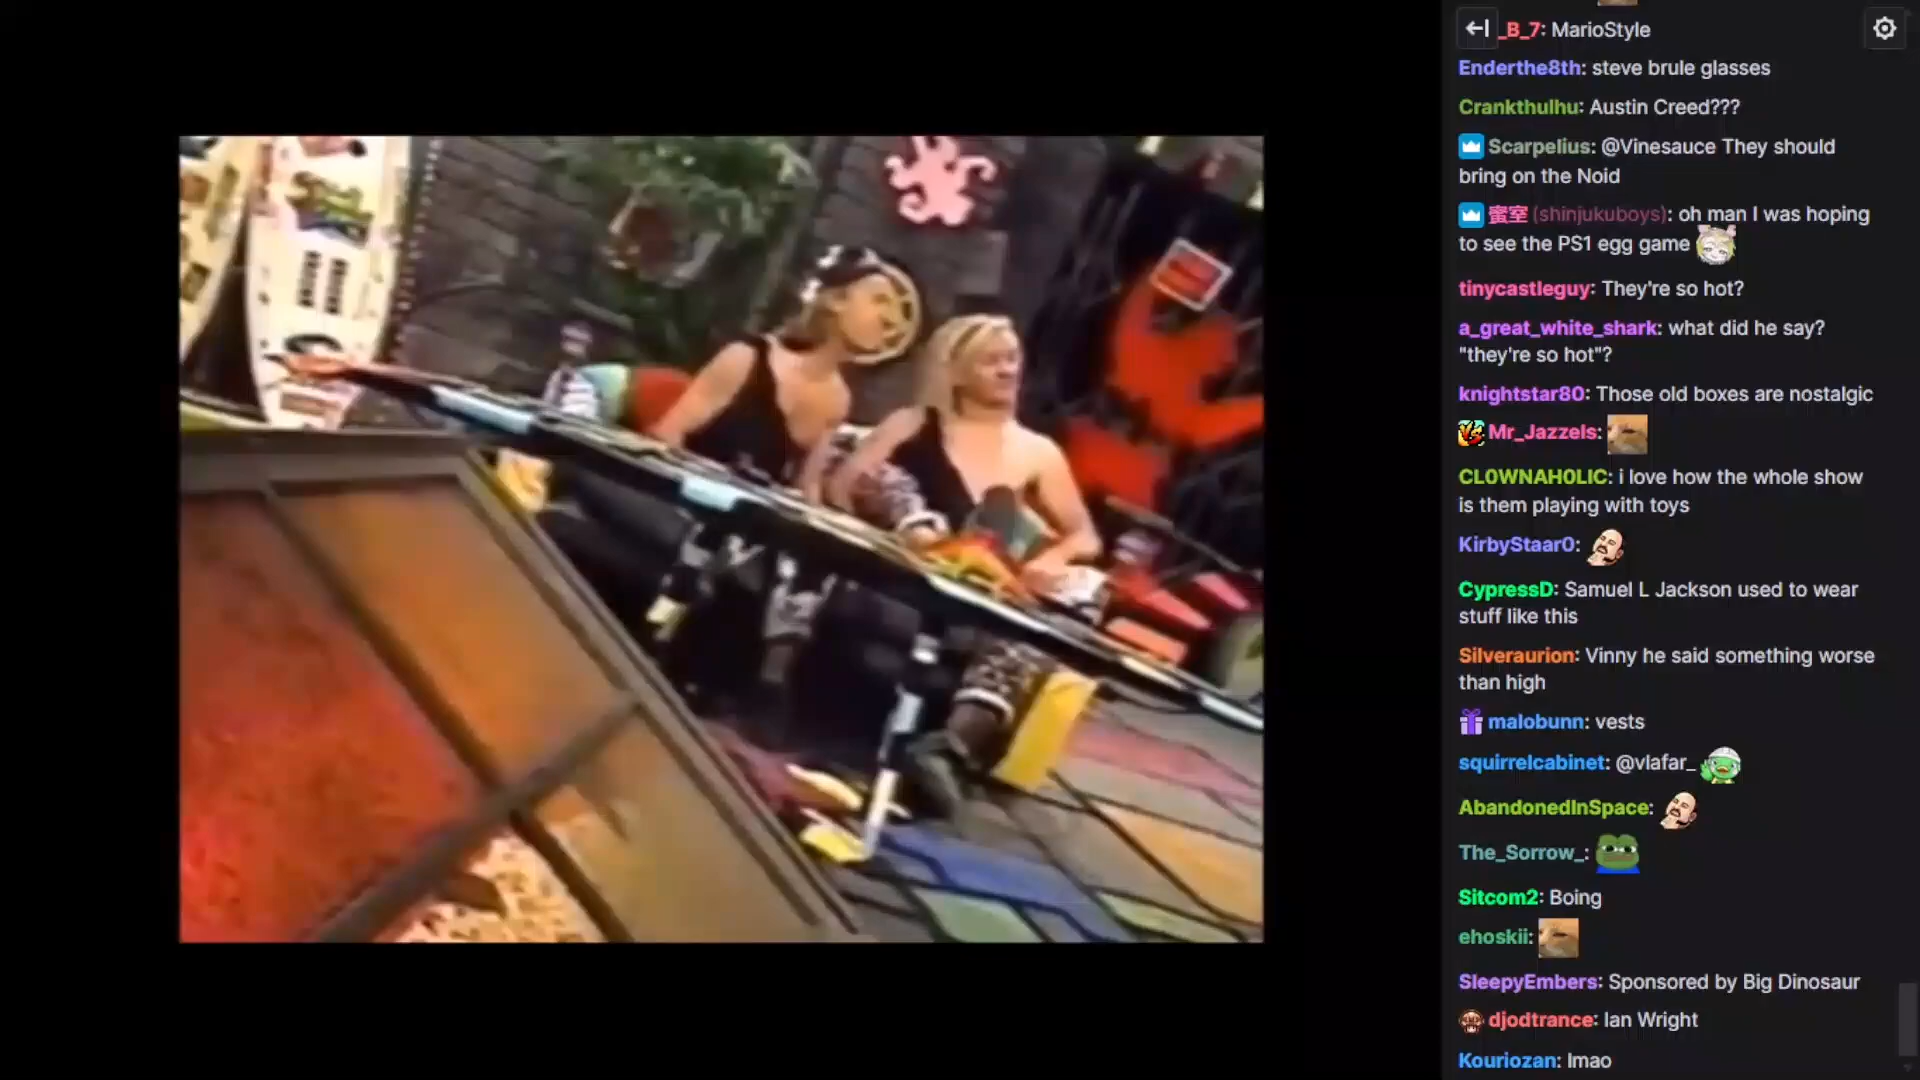 _B_7: MarioStyle
Enderthe8th: steve brule glasses
Crankthulhu: Austin Creed???
Scarpelius: @Vinesauce They should
bring on the Noid
蜜室 (shinjukuboys): oh man I was hoping
to see the PS1 egg game
tinycastleguy: They're so hot?
a_great_white_shark: what did he say?
"they're so hot"?
knightstar80: Those old boxes are nostalgic
Mr_Jazzels:
CL0WNAH0LIC: i love how the whole show
is them playing with toys
KirbyStaar0:
CypressD: Samuel L Jackson used to wear
stuff like this
Silveraurion: Vinny he said something worse
than high
malobunn: vests
squirrelcabinet: @vlafar_
AbandonedInSpace:
The_Sorrow_:
Sitcom2: Boing
ehoskii:
SleepyEmbers: Sponsored by Big Dinosaur
djodtrance: Ian Wright
Kouriozan: lmao